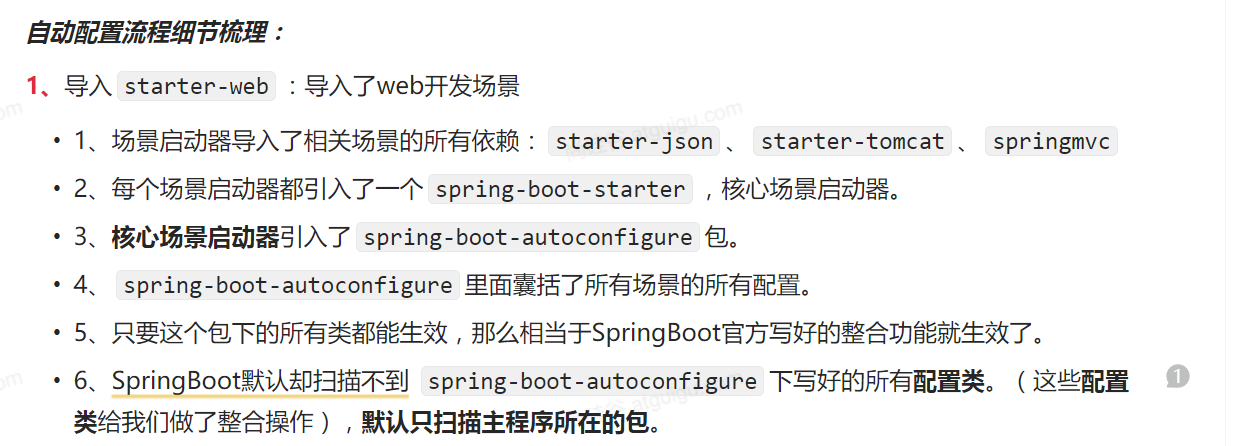 自动配置流程细节梳理：
1、导入 starter-web ：导入了web开发场景
• 1、场景启动器导入了相关场景的所有依赖： starter-json 、 starter-tomcat 、 springmvc
• 2、每个场景启动器都引入了一个 spring-boot-starter ，核心场景启动器。
• 3、核心场景启动器引入了 spring-boot-autoconfigure 包。
• 4、 spring-boot-autoconfigure 里面囊括了所有场景的所有配置。
• 5、只要这个包下的所有类都能生效，那么相当于SpringBoot官方写好的整合功能就生效了。
• 6、SpringBoot默认却扫描不到 spring-boot-autoconfigure 下写好的所有配置类。（这些配置
类给我们做了整合操作），默认只扫描主程序所在的包。
1